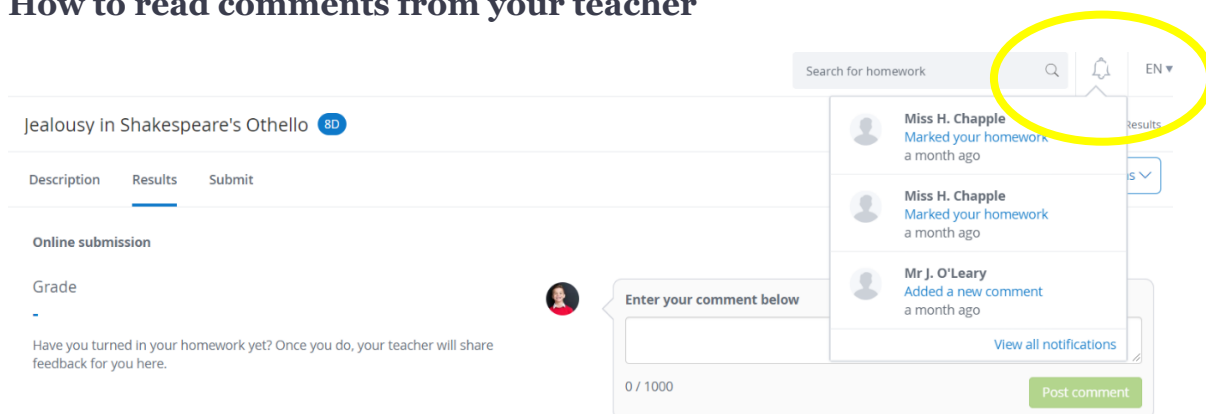 How to read comments from your teacher
Search for homework
EN ▾
Jealousy in Shakespeare's Othello 8D
Miss H. Chapple
Marked your homework
a month ago
Results
Description Results Submit
Miss H. Chapple
Marked your homework
a month ago
Online submission
Mr J. O'Leary
Added a new comment
a month ago
Grade
-
Enter your comment below
Have you turned in your homework yet? Once you do, your teacher will share
feedback for you here.
View all notifications
0 / 1000
Post comment